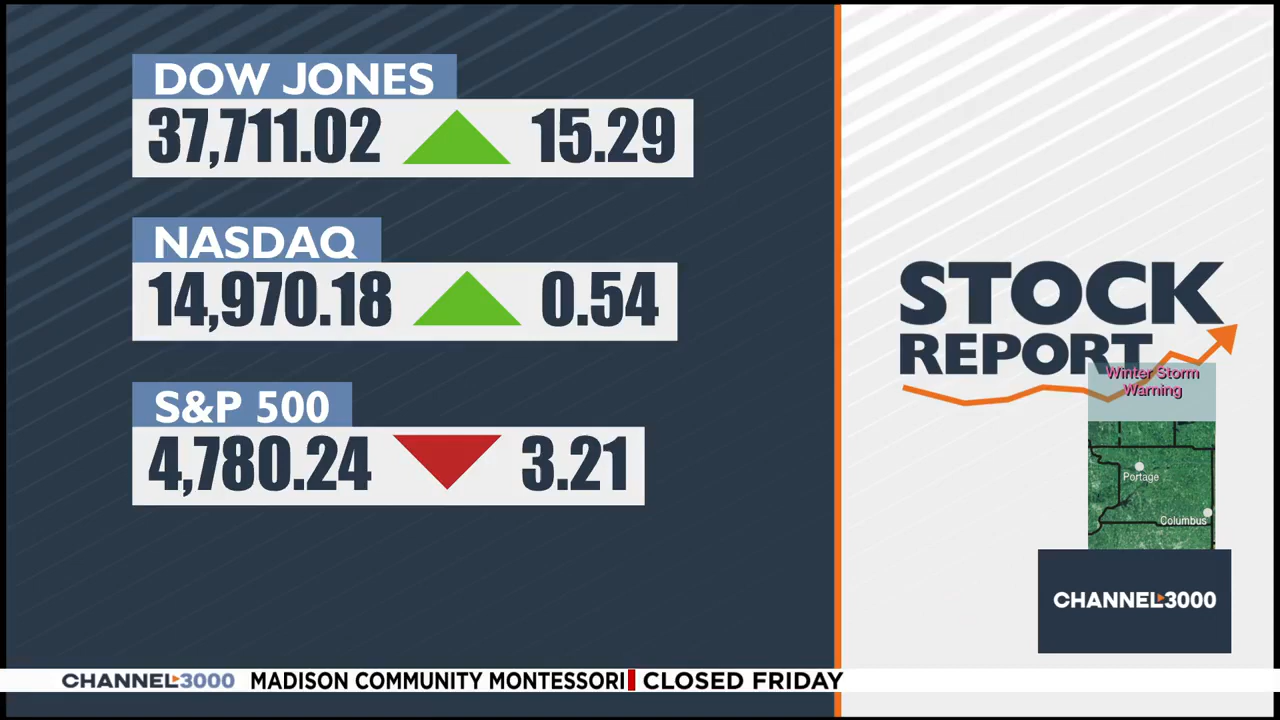 DOW JONES
37,711.02 15.29
NASDAQ
14,970.18 0.54
S&P 500
4,780.24 3.21
STOCK
REPORT
Winter Storm
Warning
Portage
Columbus
CHANNEL3000
CHANNEL3000 MADISON COMMUNITY MONTESSORI CLOSED FRIDAY